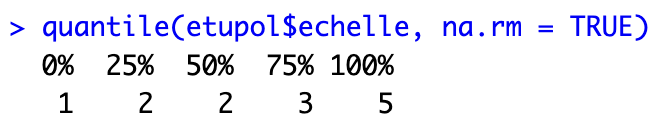 > quantile(etupol$echelle, na.rm = TRUE)
0% 25% 50% 75% 100%
1 2 2 3 5